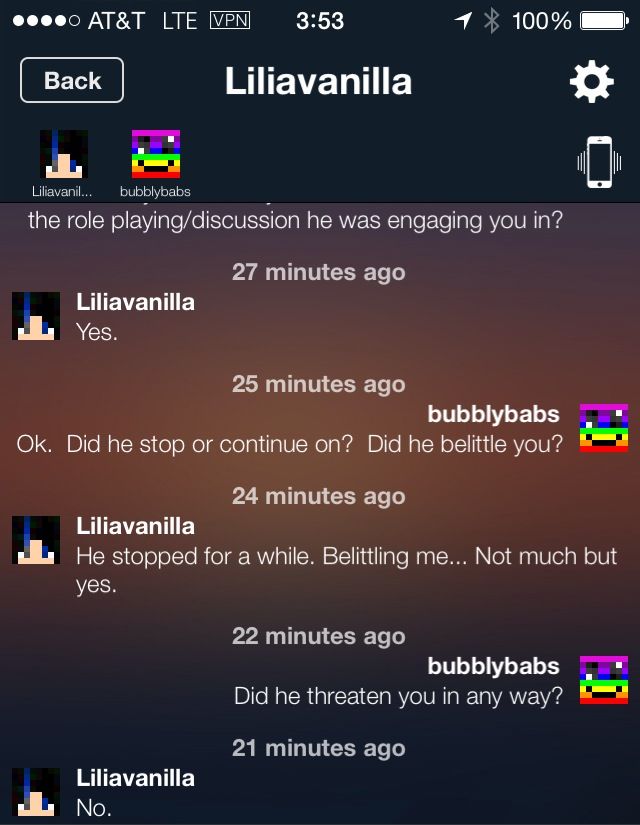 AT&T LTE VPN 3:53 100%
Back Liliavanilla
Liliavanil... bubblybabs
the role playing/discussion he was engaging you in?
27 minutes ago
Liliavanilla
Yes.
25 minutes ago
bubblybabs
Ok. Did he stop or continue on? Did he belittle you?
24 minutes ago
Liliavanilla
He stopped for a while. Belittling me... Not much but
yes.
22 minutes ago
bubblybabs
Did he threaten you in any way?
21 minutes ago
Liliavanilla
No.